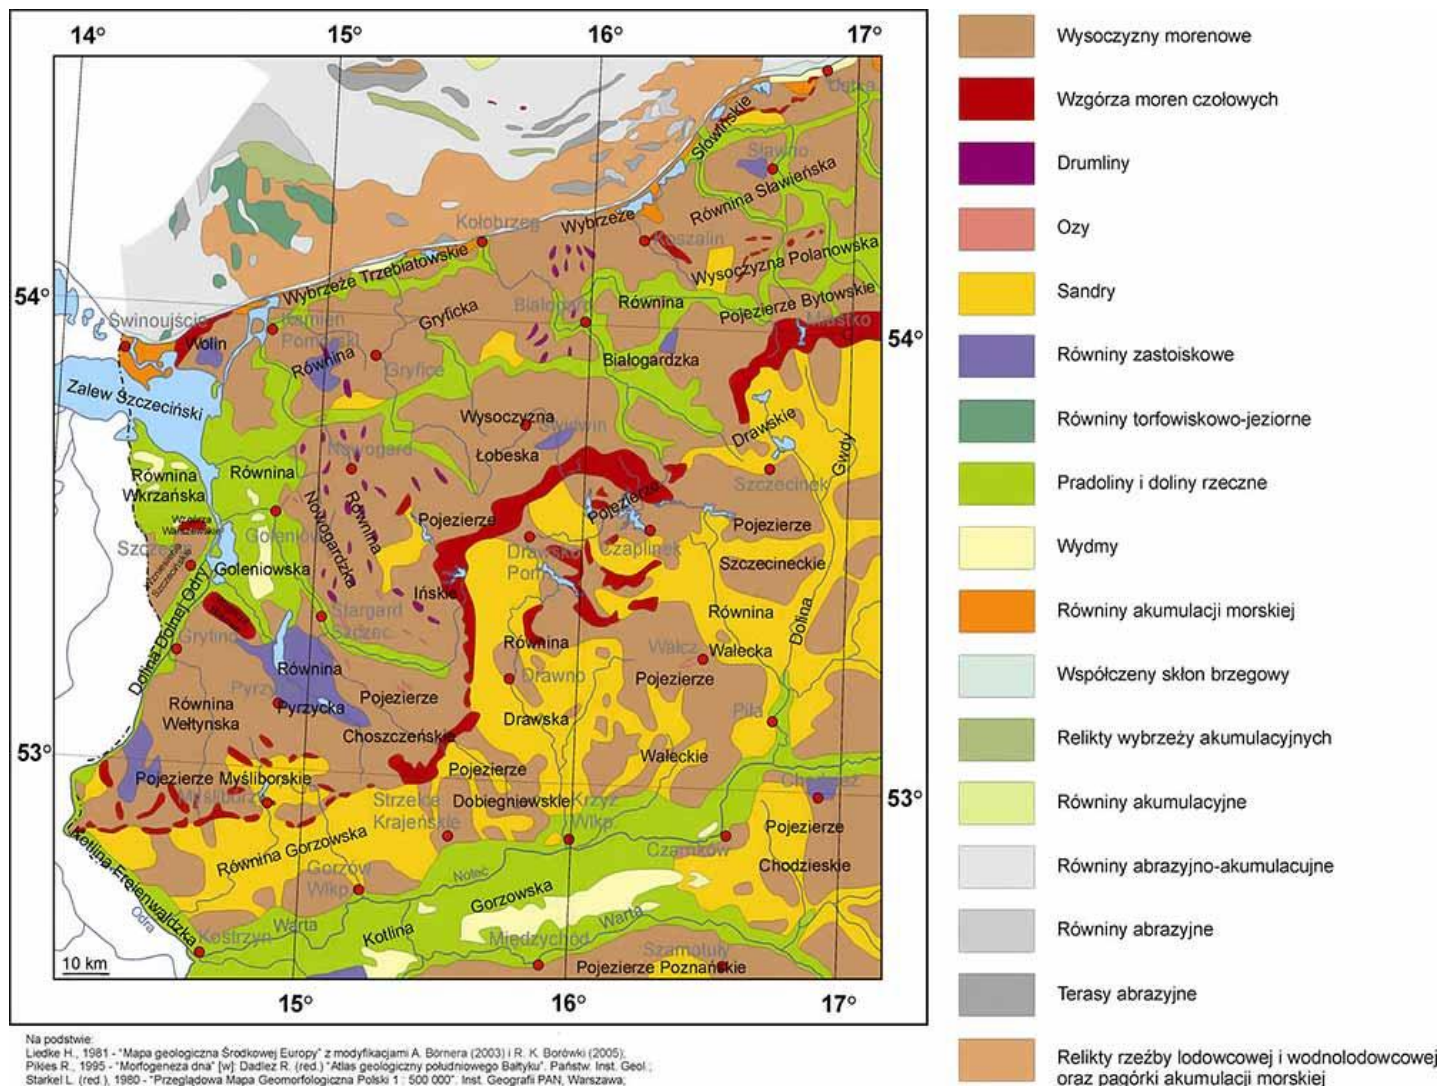 14° 15° 16° 17°
Ustka
Słowińskie
Sławno
Równina Sławieńska
Kołobrzeg
Wybrzeże
Koszalin
Wybrzeże Trzebiatowskie
Wysoczyzna Polanowska
54°
Świnoujście
Kamień
Pomorski
Gryficka
Białogard
Równina
Pojezierze Bytowskie
Miastko
54°
Wolin
Równina
Gryfice
Białogardzka
Zalew Szczeciński
Wysoczyzna
Świdwin
Łobeska
Drawskie
Gwdy
Równina
Wkrzańska
Równina
Nowogard
Szczecinek
Nowogardzka
Równina
Pojezierze
Pojezierze
Pojezierze
Wzgórza
Warszewskie
Szczecin
Wzniesienia
Szczecińskie
Goleniów
Goleniowska
Drawsko
Pom.
Czaplinek
Szczecineckie
Ińskie
Równina
Dolina
Stargard
Szczec.
Dolina Dolnej Odry
Gryfino
Równina
Wałcz
Wałecka
Równina
Pojezierze
Pyrzyce
Pyrzycka
Pojezierze
Drawno
Równina
Wełtyńska
Drawska
Piła
Choszczeńskie
Wałeckie
53°
Pojezierze Myśliborskie
Pojezierze
Chodzież
Myślibórz
Strzelce
Krajeńskie
Dobiegniewskie
Krzyż
Wlkp.
53°
Pojezierze
Kotlina Freienwaldzka
Równina Gorzowska
Czarnków
Chodzieskie
Gorzów
Wlkp.
Noteć
Gorzowska
Odra
Warta
Warta
Kostrzyn
Kotlina
Międzychód
Szamotuły
10 km
Pojezierze Poznańskie
15° 16° 17°
Na podstwie:
Liedke H., 1981 - "Mapa geologiczna Środkowej Europy" z modyfikacjami A. Börnera (2003) i R. K. Borówki (2005);
Pikies R., 1995 - "Morfogeneza dna" [w]: Dadlez R. (red.) "Atlas geologiczny południowego Bałtyku". Państw. Inst. Geol.;
Starkel L. (red.), 1980 - "Przeglądowa Mapa Geomorfologiczna Polski 1 : 500 000". Inst. Geografii PAN, Warszawa;
Wysoczyzny morenowe
Wzgórza moren czołowych
Drumliny
Ozy
Sandry
Równiny zastoiskowe
Równiny torfowiskowo-jeziorne
Pradoliny i doliny rzeczne
Wydmy
Równiny akumulacji morskiej
Współczeny skłon brzegowy
Relikty wybrzeży akumulacyjnych
Równiny akumulacyjne
Równiny abrazyjno-akumulacujne
Równiny abrazyjne
Terasy abrazyjne
Relikty rzeźby lodowcowej i wodnolodowcowej
oraz pagórki akumulacji morskiej